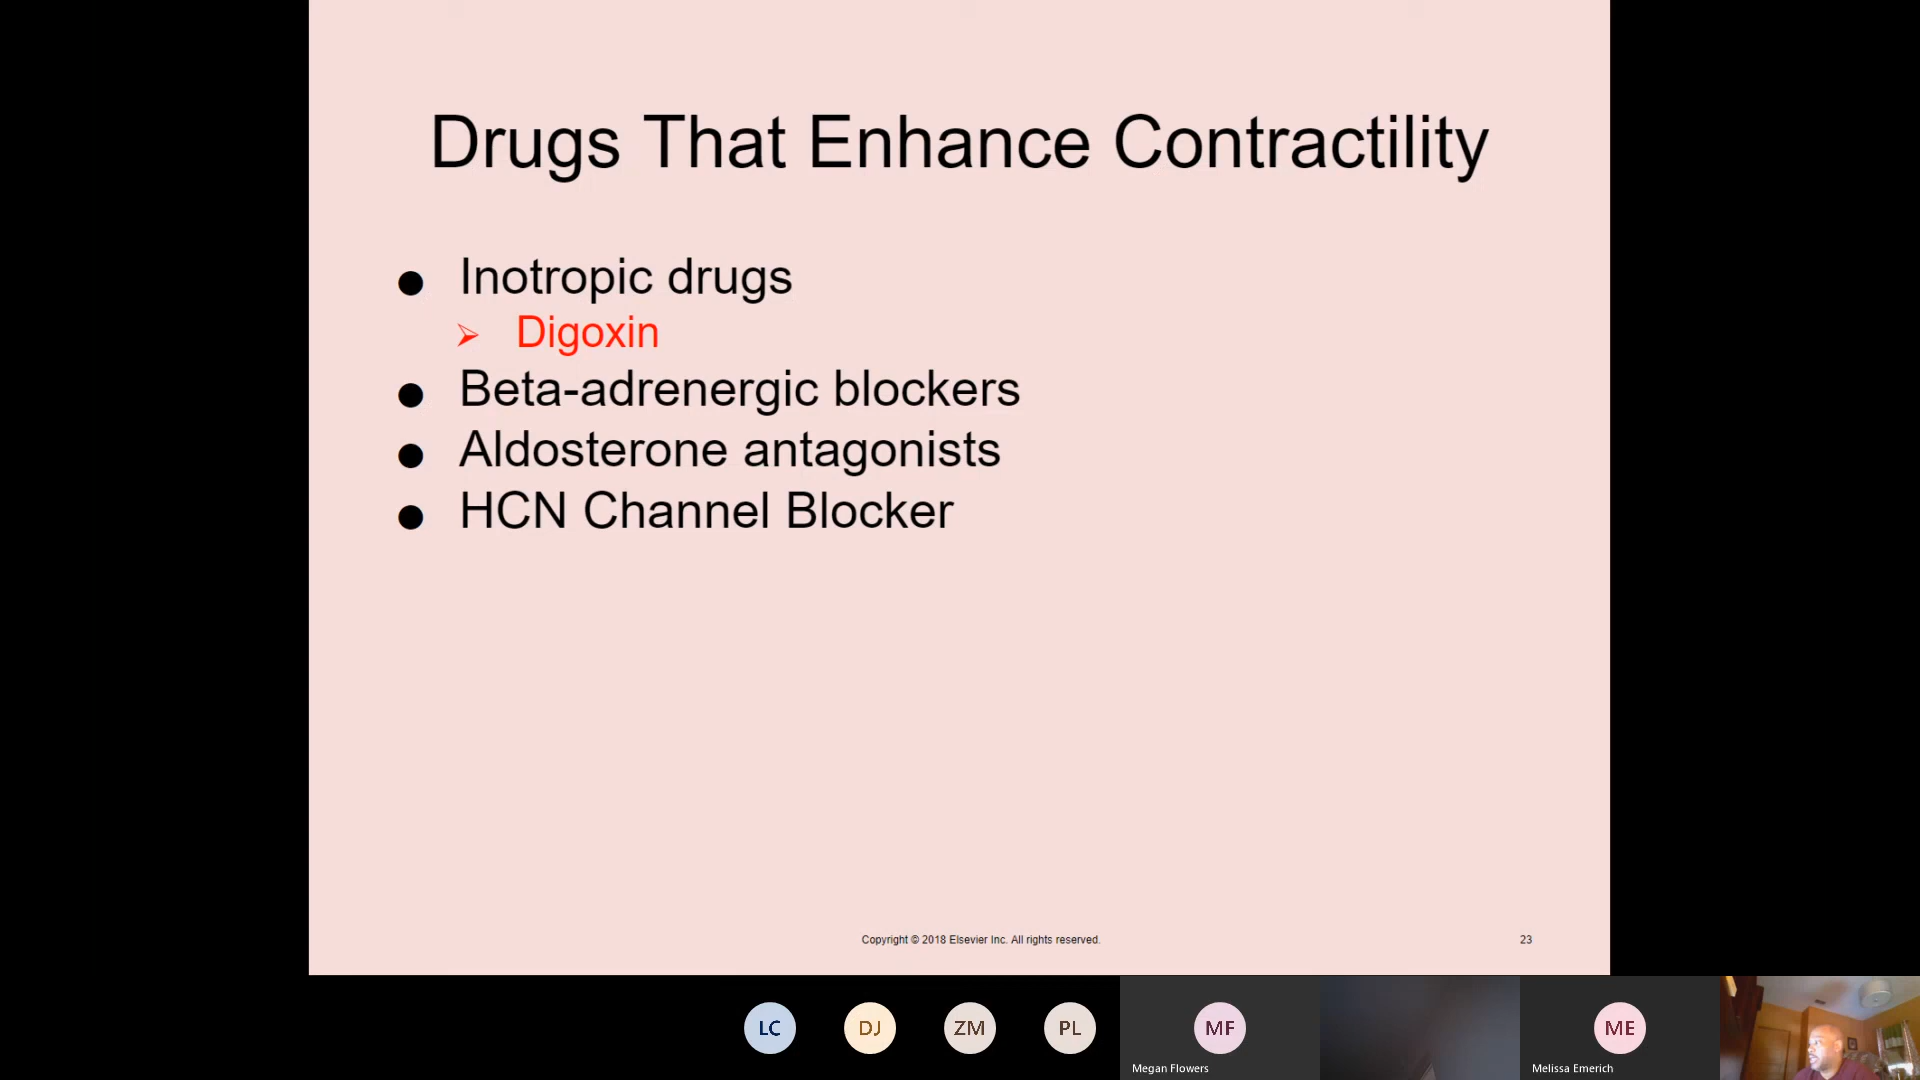 Drugs That Enhance Contractility
● Inotropic drugs
➢ Digoxin
● Beta-adrenergic blockers
● Aldosterone antagonists
● HCN Channel Blocker
Copyright © 2018 Elsevier Inc. All rights reserved.
23
LC
DJ
ZM
PL
MF
ME
Megan Flowers
Melissa Emerich